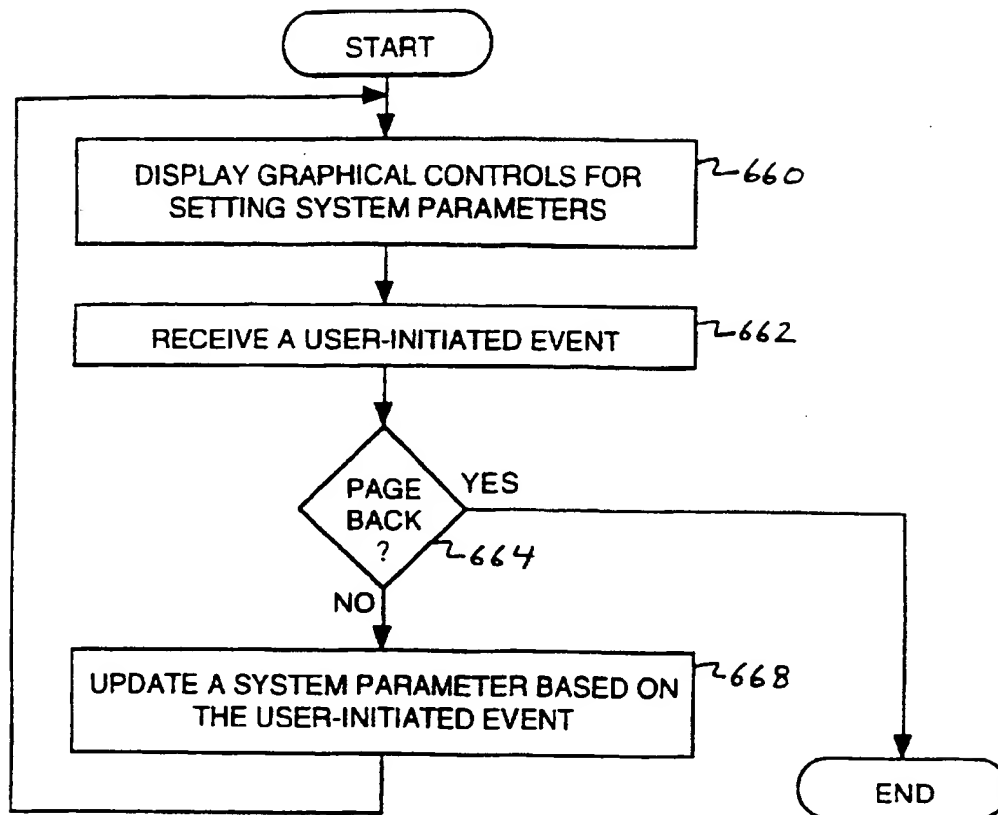 START
DISPLAY GRAPHICAL CONTROLS FOR
SETTING SYSTEM PARAMETERS
660
RECEIVE A USER-INITIATED EVENT
662
PAGE
BACK
?
YES
664
NO
UPDATE A SYSTEM PARAMETER BASED ON
THE USER-INITIATED EVENT
668
END